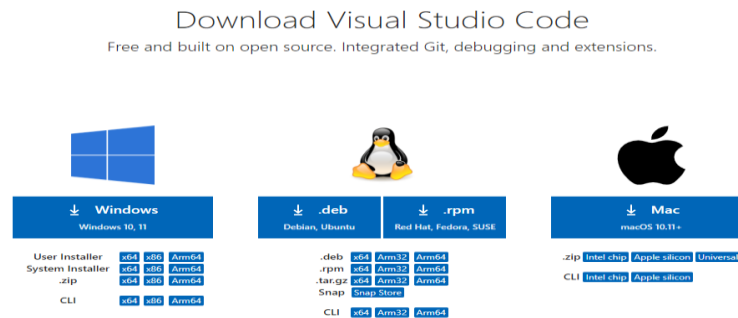 Download Visual Studio Code
Free and built on open source. Integrated Git, debugging and extensions.
Windows
Windows 10, 11
User Installer x64 x86 Arm64
System Installer x64 x86 Arm64
.zip x64 x86 Arm64
CLI x64 x86 Arm64
.deb
Debian, Ubuntu
.rpm
Red Hat, Fedora, SUSE
.deb x64 Arm32 Arm64
.rpm x64 Arm32 Arm64
.tar.gz x64 Arm32 Arm64
Snap Snap Store
CLI x64 Arm32 Arm64
Mac
macOS 10.11+
.zip Intel chip Apple silicon Universal
CLI Intel chip Apple silicon